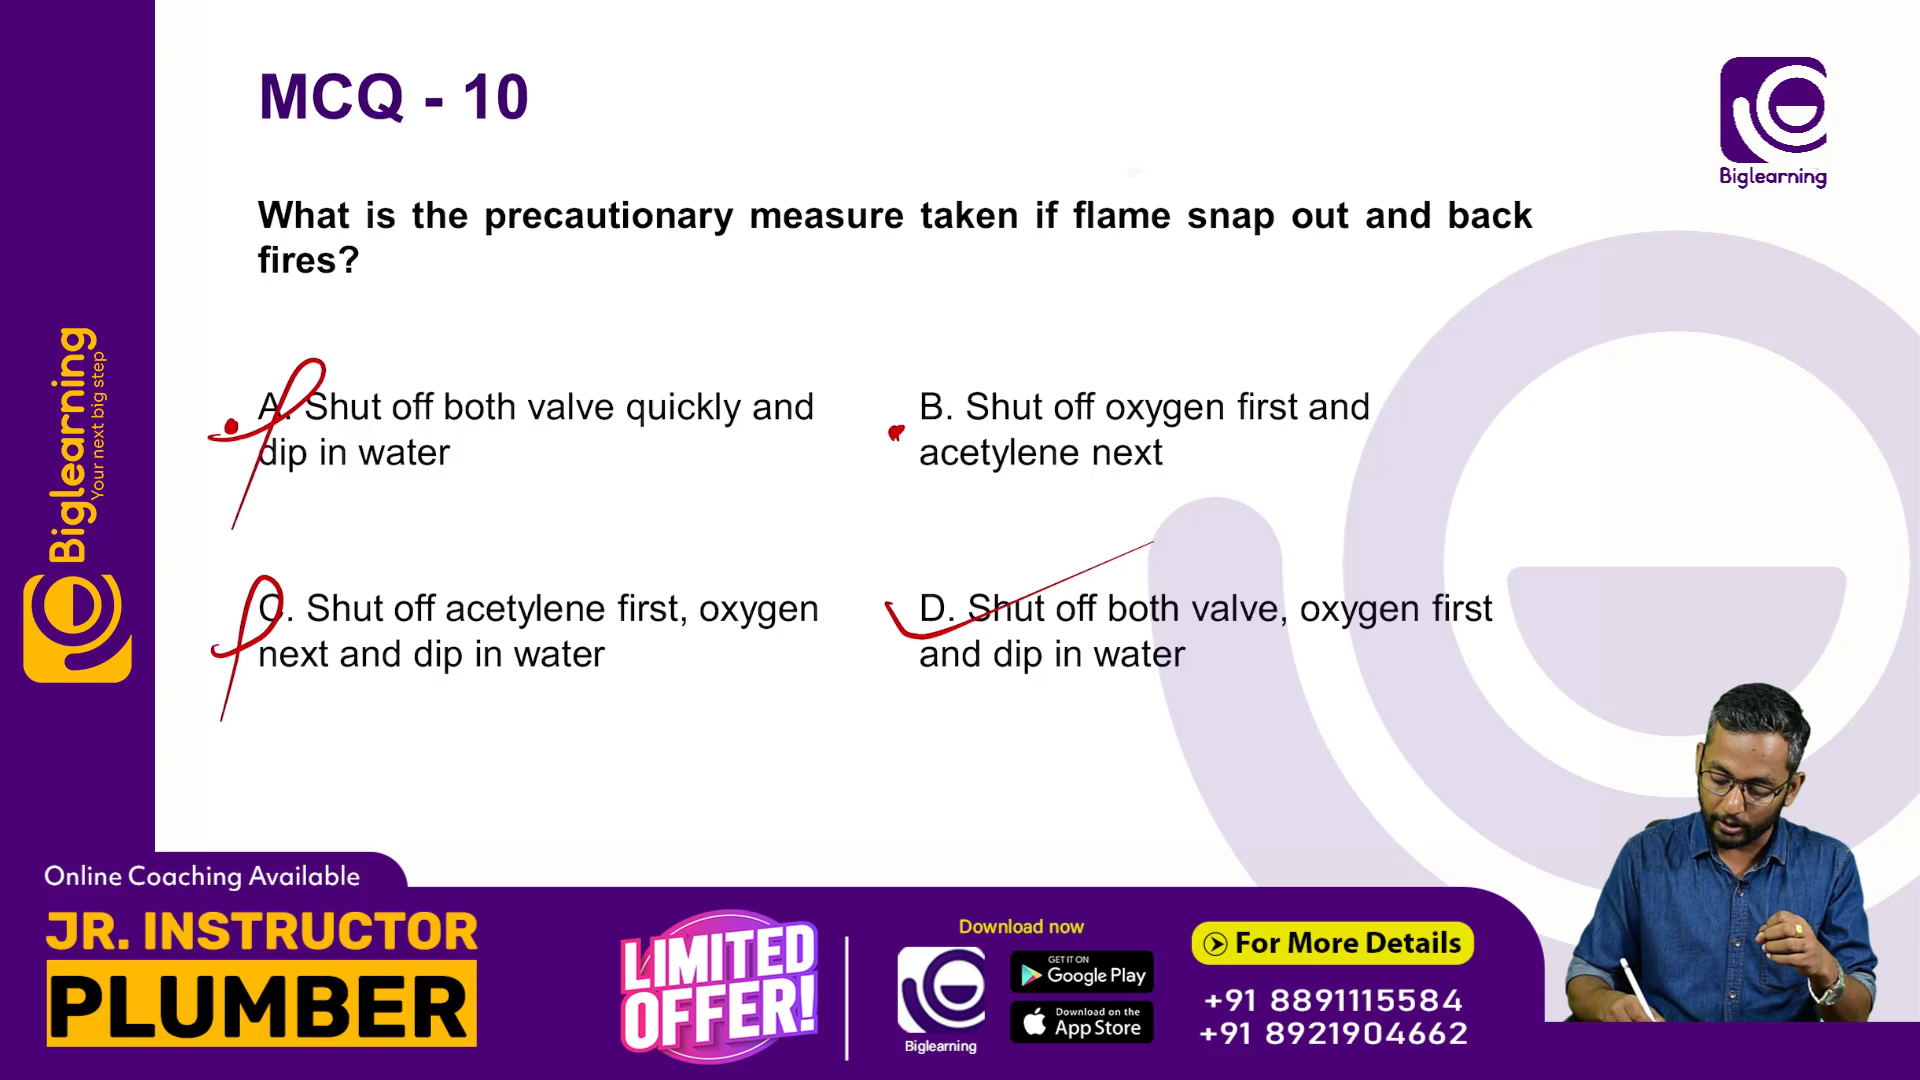 MCQ - 10
Biglearning
What is the precautionary measure taken if flame snap out and back
fires?
A. Shut off both valve quickly and
dip in water
B. Shut off oxygen first and
acetylene next
C. Shut off acetylene first, oxygen
next and dip in water
D. Shut off both valve, oxygen first
and dip in water
Biglearning
Your next big step
Online Coaching Available
JR. INSTRUCTOR
PLUMBER
LIMITED
OFFER!
Download now
Biglearning
GET IT ON
Google Play
Download on the
App Store
For More Details
+91 8891115584
+91 8921904662